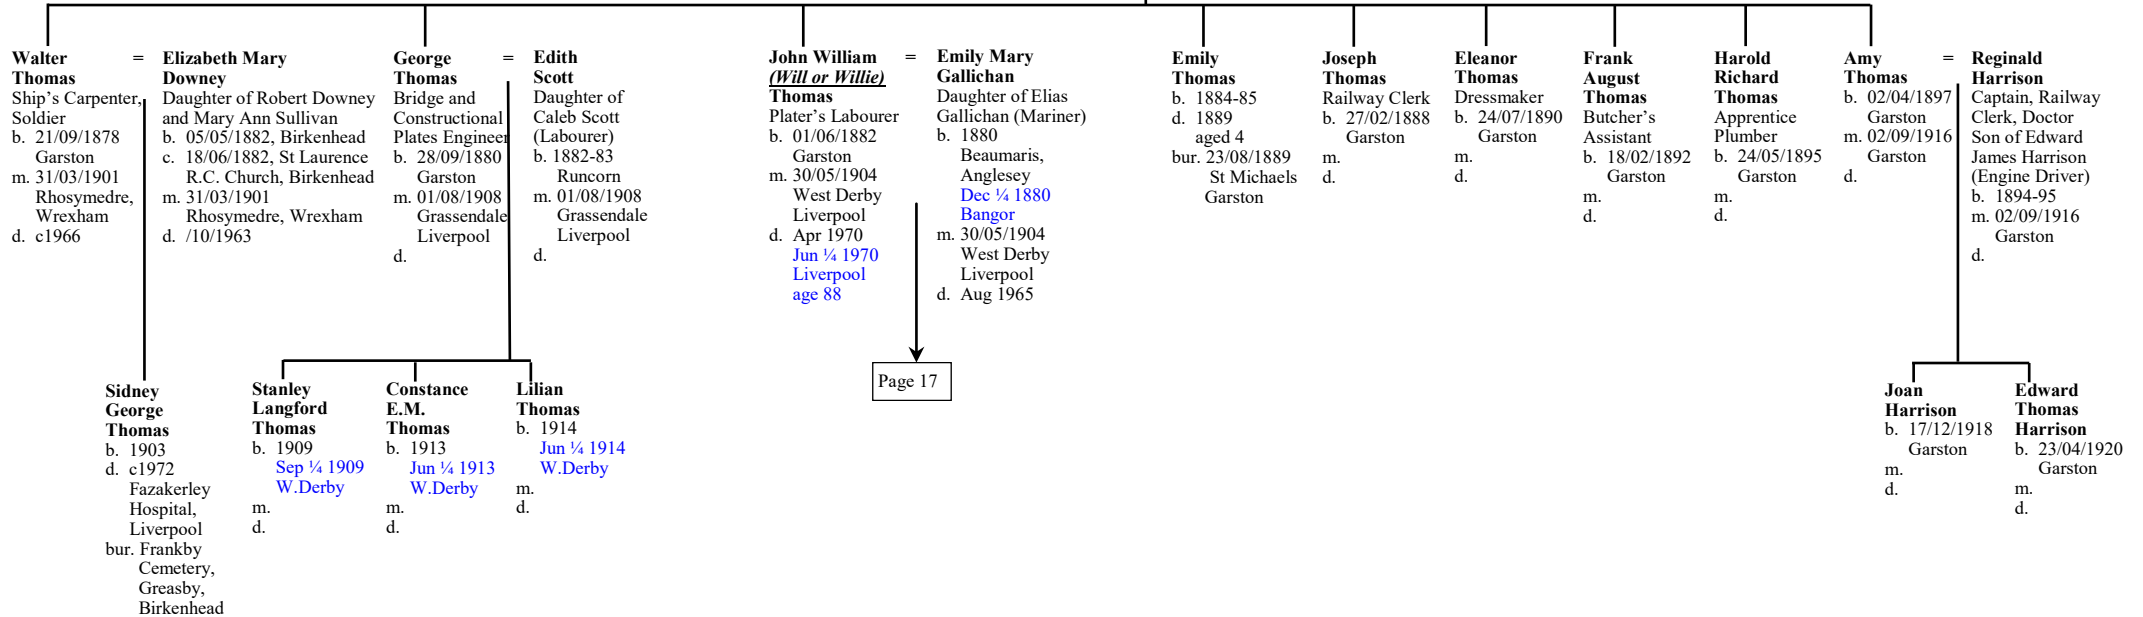 Walter
Thomas
Ship's Carpenter,
Soldier
b. 21/09/1878
Garston
m. 31/03/1901
Rhosymedre,
Wrexham
d. c1966
=
Elizabeth Mary
Downey
Daughter of Robert Downey
and Mary Ann Sullivan
b. 05/05/1882, Birkenhead
c. 18/06/1882, St Laurence
R.C. Church, Birkenhead
m. 31/03/1901
Rhosymedre, Wrexham
d. /10/1963
George
Thomas
Bridge and
Constructional
Plates Engineer
b. 28/09/1880
Garston
m. 01/08/1908
Grassendale
Liverpool
d.
=
Edith
Scott
Daughter of
Caleb Scott
(Labourer)
b. 1882-83
Runcorn
m. 01/08/1908
Grassendale
Liverpool
d.
John William
(Will or Willie)
Thomas
Plater's Labourer
b. 01/06/1882
Garston
m. 30/05/1904
West Derby
Liverpool
d. Apr 1970
Jun ¼ 1970
Liverpool
age 88
=
Emily Mary
Gallichan
Daughter of Elias
Gallichan (Mariner)
b. 1880
Beaumaris,
Anglesey
Dec ¼ 1880
Bangor
m. 30/05/1904
West Derby
Liverpool
d. Aug 1965
Emily
Thomas
b. 1884-85
d. 1889
aged 4
bur. 23/08/1889
St Michaels
Garston
Joseph
Thomas
Railway Clerk
b. 27/02/1888
Garston
m.
d.
Eleanor
Thomas
Dressmaker
b. 24/07/1890
Garston
m.
d.
Frank
August
Thomas
Butcher's
Assistant
b. 18/02/1892
Garston
m.
d.
Harold
Richard
Thomas
Apprentice
Plumber
b. 24/05/1895
Garston
m.
d.
Amy
Thomas
b. 02/04/1897
Garston
m. 02/09/1916
Garston
d.
=
Reginald
Harrison
Captain, Railway
Clerk, Doctor
Son of Edward
James Harrison
(Engine Driver)
b. 1894-95
m. 02/09/1916
Garston
d.
Sidney
George
Thomas
b. 1903
d. c1972
Fazakerley
Hospital,
Liverpool
bur. Frankby
Cemetery,
Greasby,
Birkenhead
Stanley
Langford
Thomas
b. 1909
Sep ¼ 1909
W.Derby
m.
d.
Constance
E.M.
Thomas
b. 1913
Jun ¼ 1913
W.Derby
m.
d.
Lilian
Thomas
b. 1914
Jun ¼ 1914
W.Derby
m.
d.
Page 17
Joan
Harrison
b. 17/12/1918
Garston
m.
d.
Edward
Thomas
Harrison
b. 23/04/1920
Garston
m.
d.